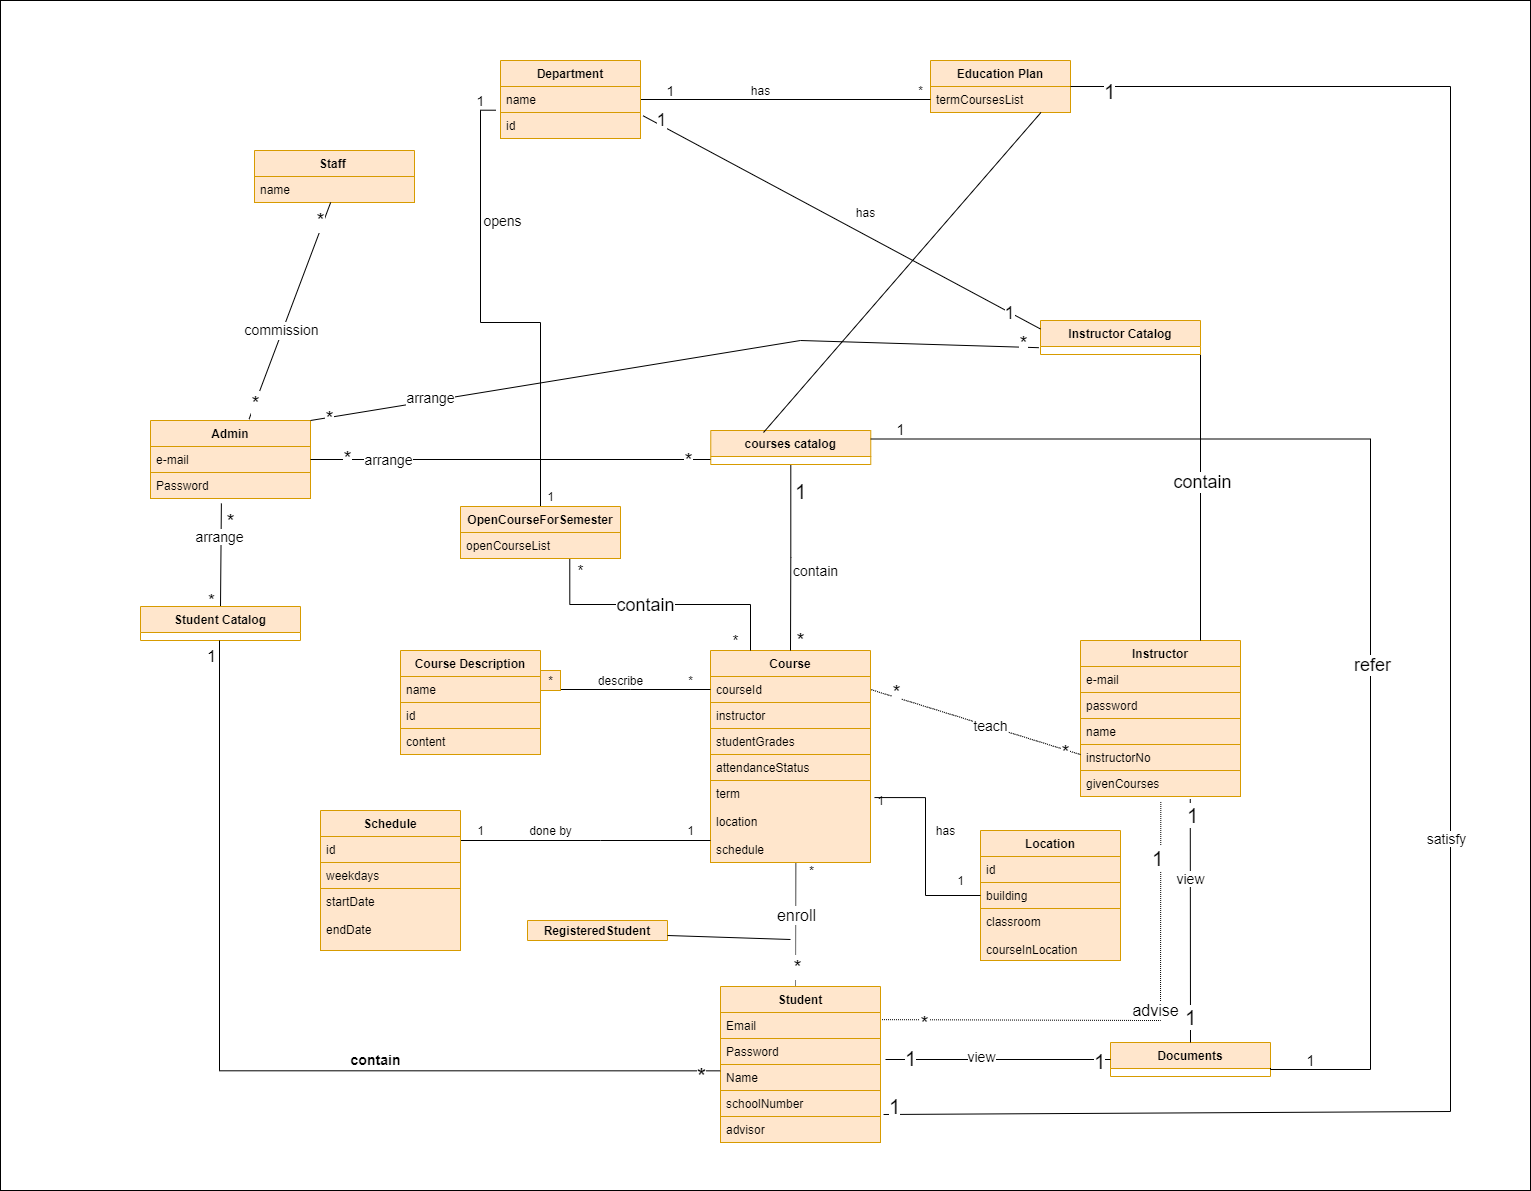 Department
name
id
Education Plan
termCoursesList
1
has
*
1
1
1
Staff
name
*
opens
has
commission
1
Instructor Catalog
*
*
arrange
*
Admin
e-mail
Password
1
courses catalog
*
arrange
*
contain
1
1
OpenCourseForSemester
openCourseList
*
arrange
contain
*
*
contain
Student Catalog
1
*
*
Course Description
name
id
content
*
describe
*
Course
courseId
instructor
studentGrades
attendanceStatus
term
location
schedule
Instructor
e-mail
password
name
instructorNo
givenCourses
refer
*
teach
*
1
has
1
Location
id
building
classroom
courseInLocation
Schedule
id
weekdays
startDate
endDate
1
done by
1
1
1
view
satisfy
*
enroll
RegisteredStudent
*
Student
Email
Password
Name
schoolNumber
advisor
advise
*
1
1
view
1
Documents
1
contain
*
1